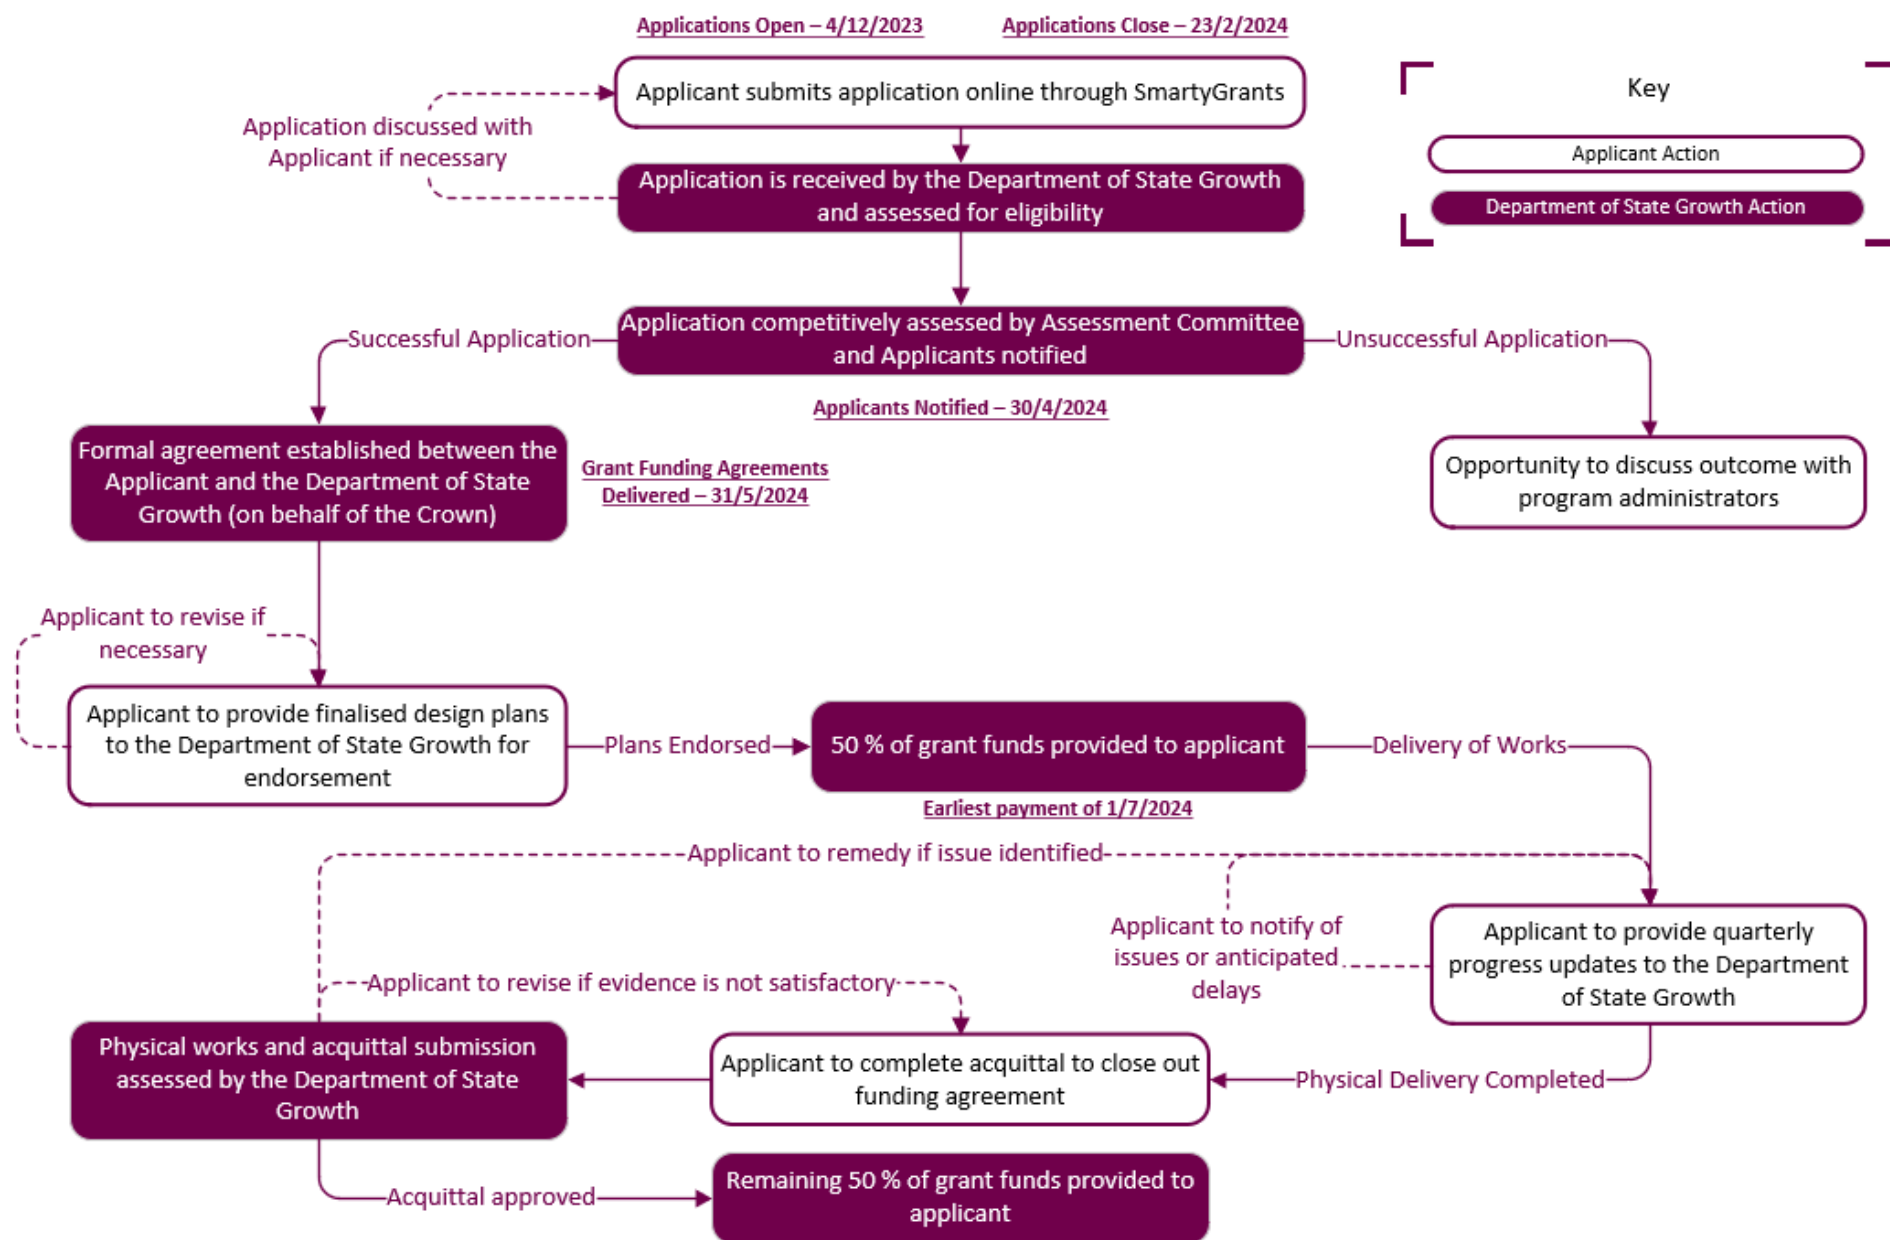 Applications Open – 4/12/2023
Applications Close – 23/2/2024
Applicant submits application online through SmartyGrants
Key
Applicant Action
Department of State Growth Action
Application discussed with
Applicant if necessary
Application is received by the Department of State Growth
and assessed for eligibility
Successful Application
Application competitively assessed by Assessment Committee
and Applicants notified
Unsuccessful Application
Applicants Notified – 30/4/2024
Formal agreement established between the
Applicant and the Department of State
Growth (on behalf of the Crown)
Grant Funding Agreements
Delivered – 31/5/2024
Opportunity to discuss outcome with
program administrators
Applicant to revise if
necessary
Applicant to provide finalised design plans
to the Department of State Growth for
endorsement
Plans Endorsed
50 % of grant funds provided to applicant
Delivery of Works
Earliest payment of 1/7/2024
Applicant to remedy if issue identified
Applicant to notify of
issues or anticipated
delays
Applicant to provide quarterly
progress updates to the Department
of State Growth
Applicant to revise if evidence is not satisfactory
Physical works and acquittal submission
assessed by the Department of State
Growth
Applicant to complete acquittal to close out
funding agreement
Physical Delivery Completed
Acquittal approved
Remaining 50 % of grant funds provided to
applicant